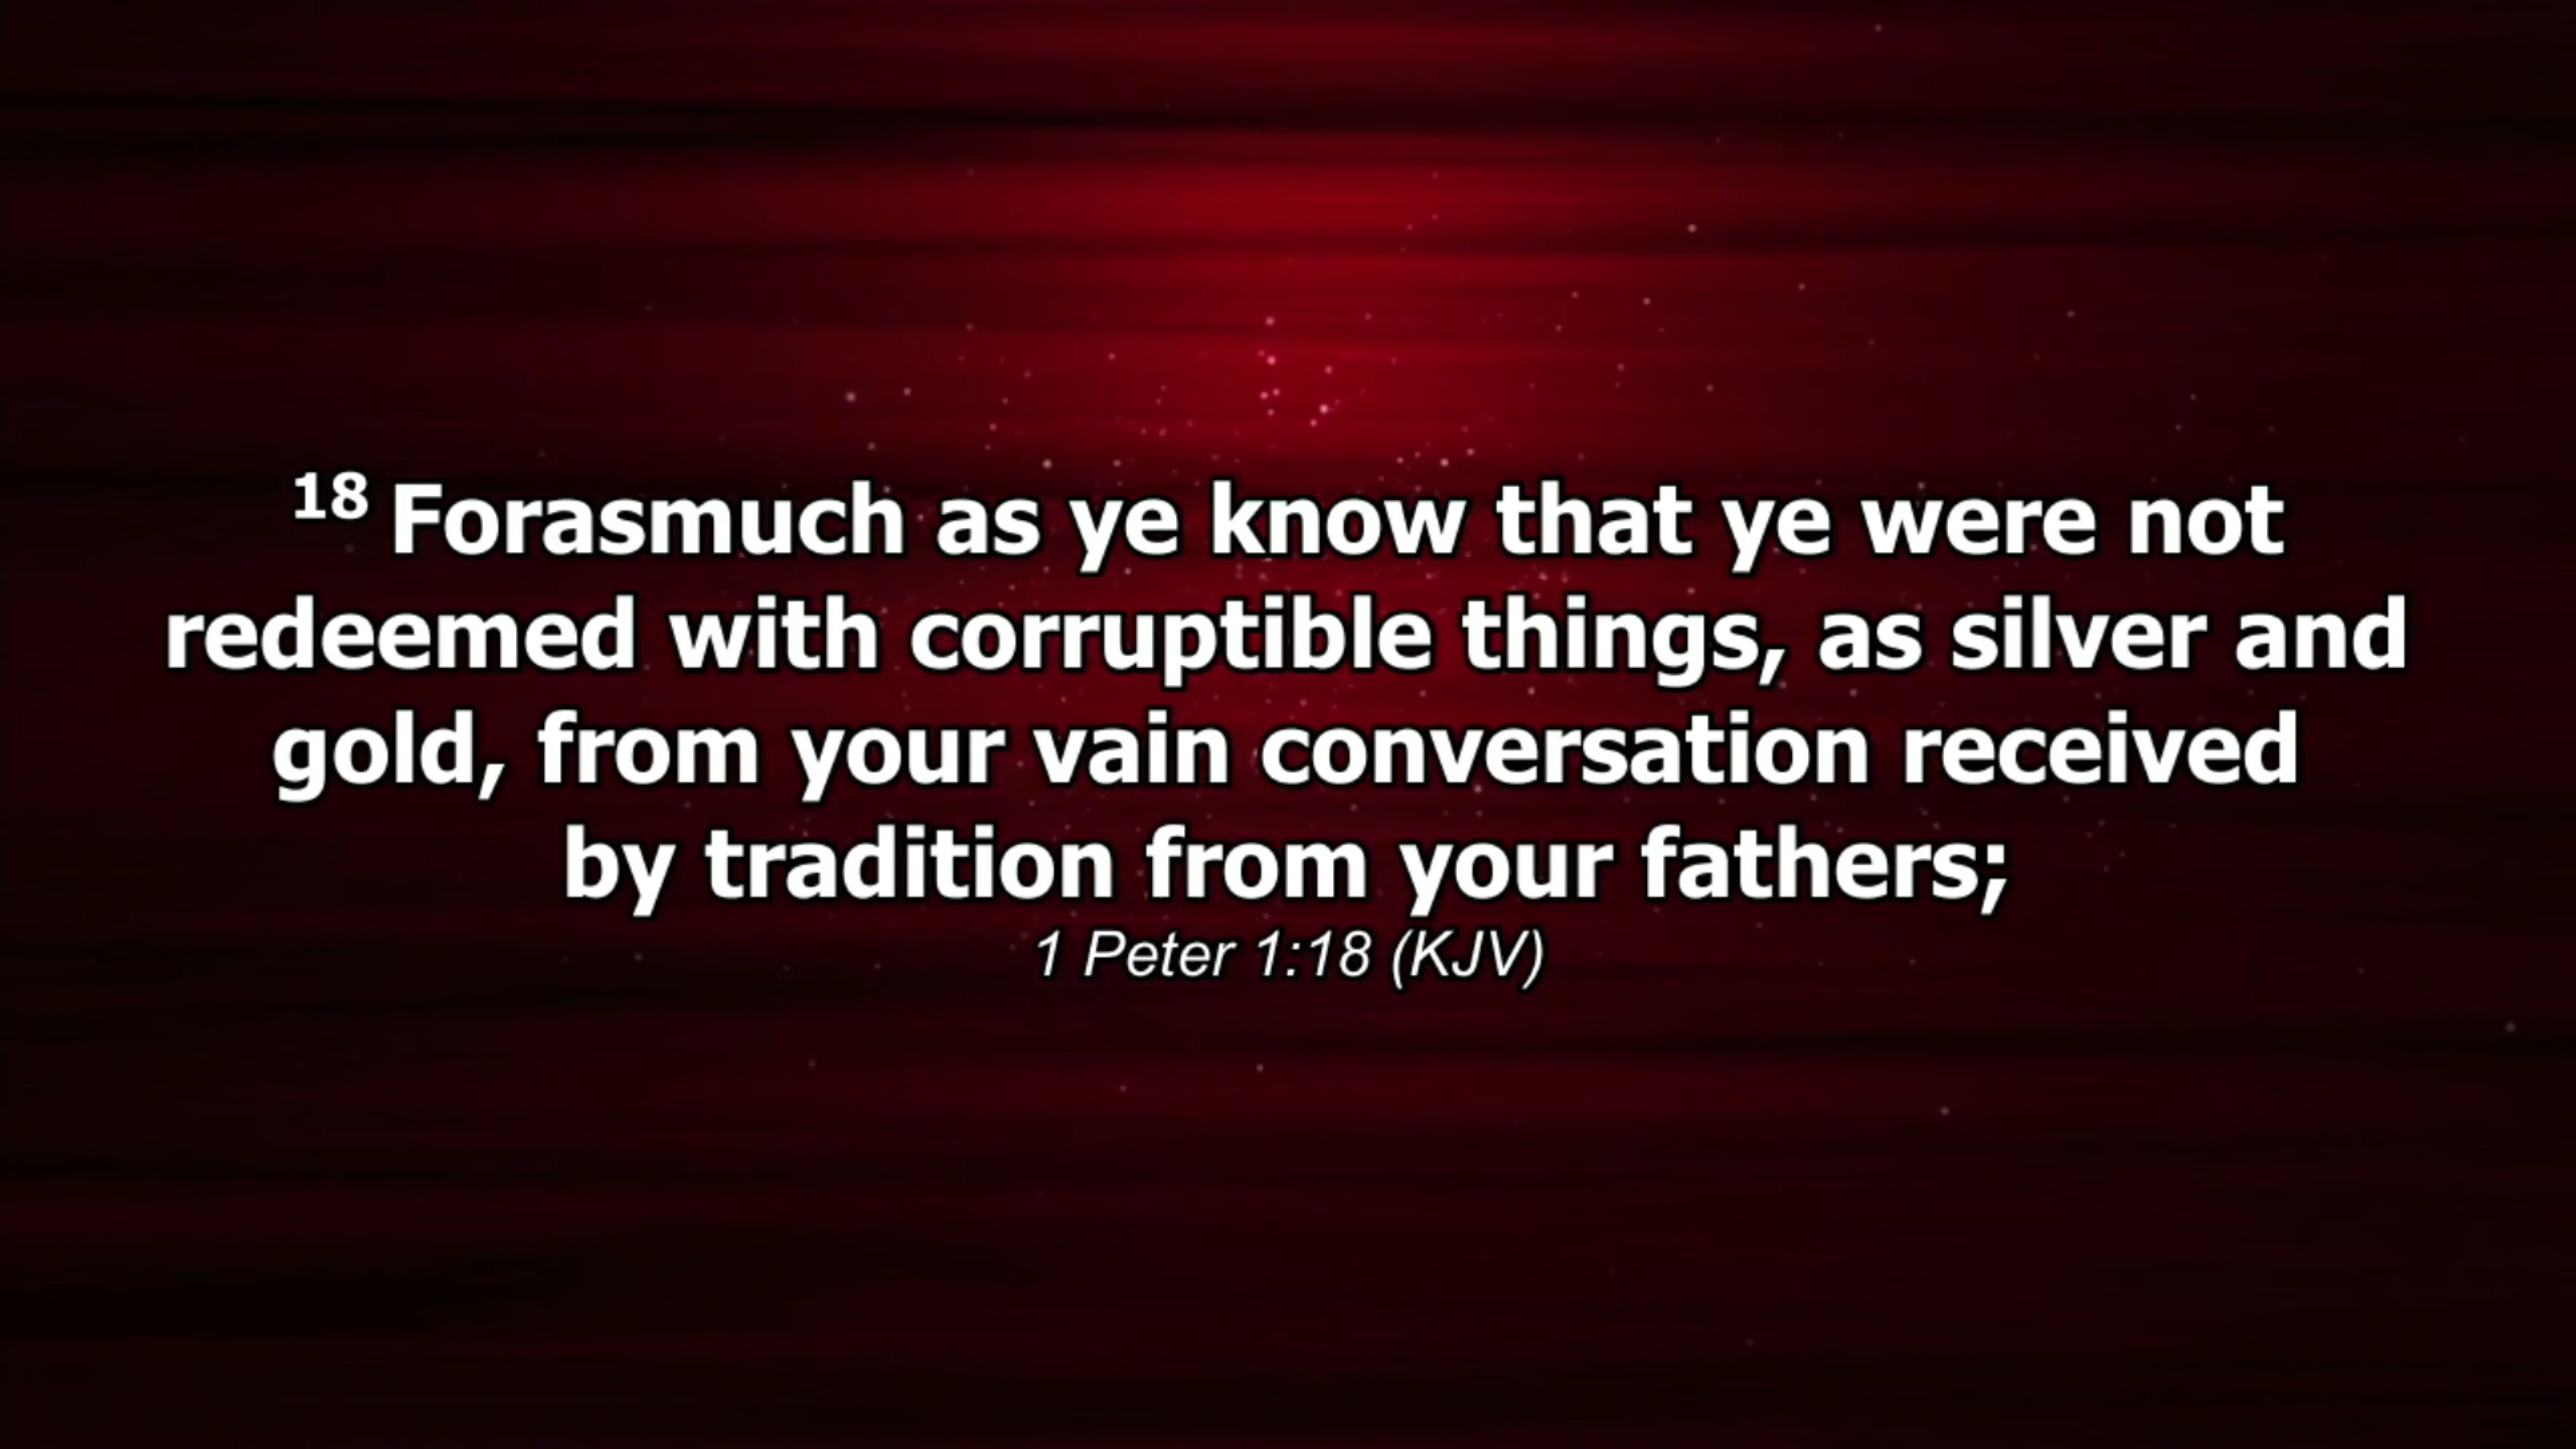 18 Forasmuch as ye know that ye were not
redeemed with corruptible things, as silver and
gold, from your vain conversation received
by tradition from your fathers;
1 Peter 1:18 (KJV)